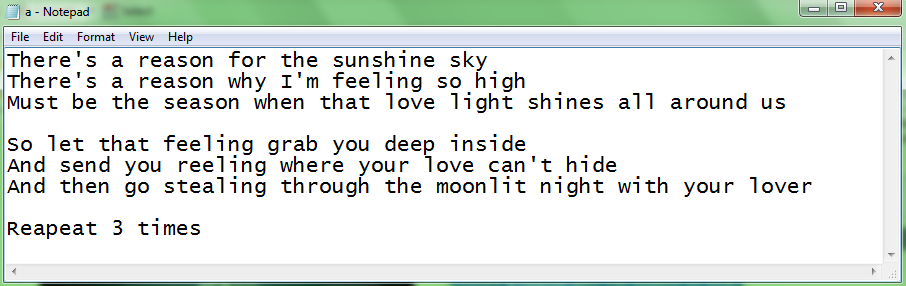 a - Notepad
File Edit Format View Help
There's a reason for the sunshine sky
There's a reason why I'm feeling so high
Must be the season when that love light shines all around us
So let that feeling grab you deep inside
And send you reeling where your love can't hide
And then go stealing through the moonlit night with your lover
Reapeat 3 times